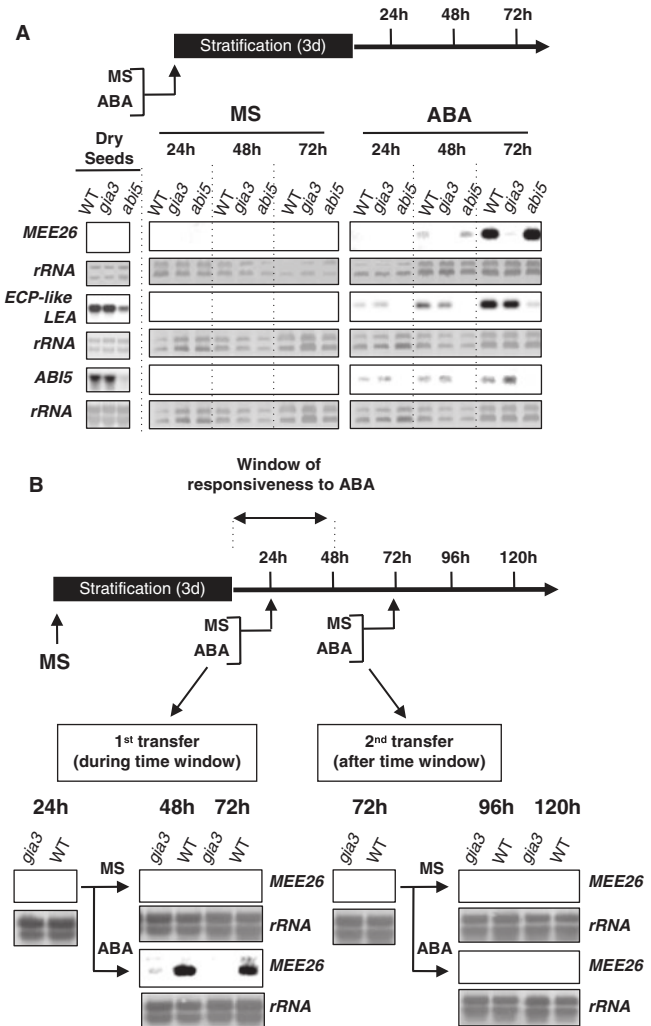 A
24h 48h 72h
Stratification (3d)
MS
ABA
MS ABA
Dry
Seeds
24h 48h 72h 24h 48h 72h
WT gia3 abi5 WT gia3 abi5 WT gia3 abi5 WT gia3 abi5 WT gia3 abi5 WT gia3 abi5 WT gia3 abi5
MEE26
rRNA
ECP-like
LEA
rRNA
ABI5
rRNA
B
Window of
responsiveness to ABA
24h 48h 72h 96h 120h
Stratification (3d)
MS
MS
ABA
MS
ABA
1st transfer
(during time window)
2nd transfer
(after time window)
24h 48h 72h 72h 96h 120h
gia3 WT gia3 WT gia3 WT gia3 WT gia3 WT gia3 WT
MS MEE26 MS MEE26
rRNA rRNA
ABA MEE26 ABA MEE26
rRNA rRNA